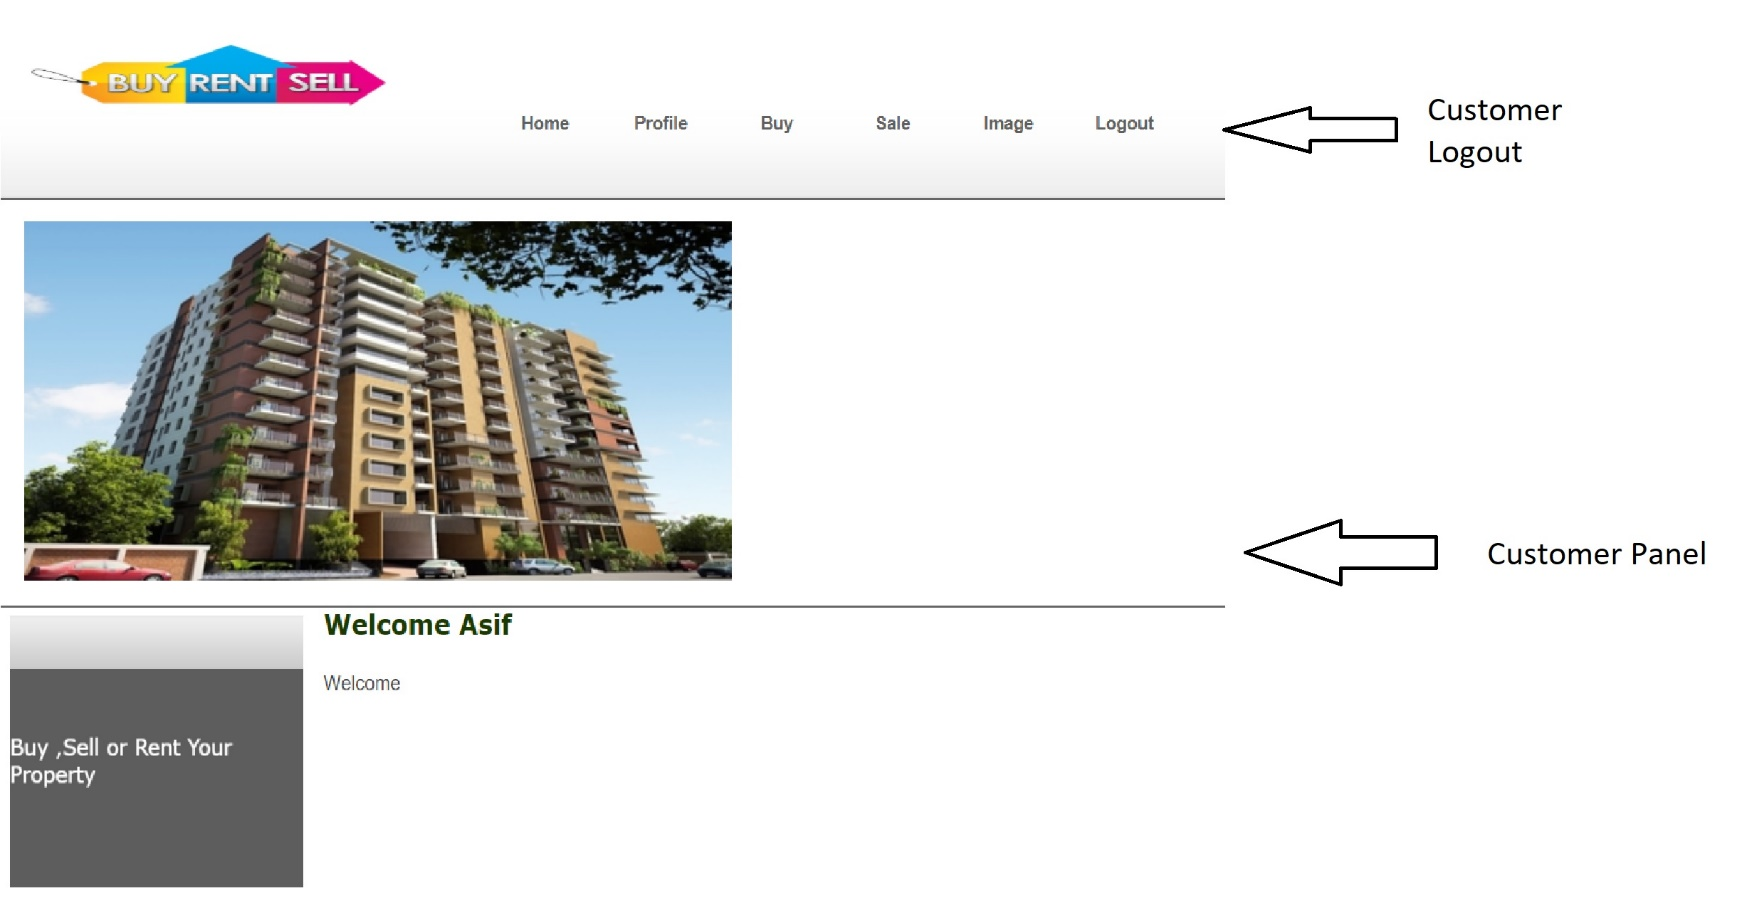 BUY RENT SELL
Home Profile Buy Sale Image Logout
Customer
Logout
Customer Panel
Welcome Asif
Welcome
Buy ,Sell or Rent Your
Property